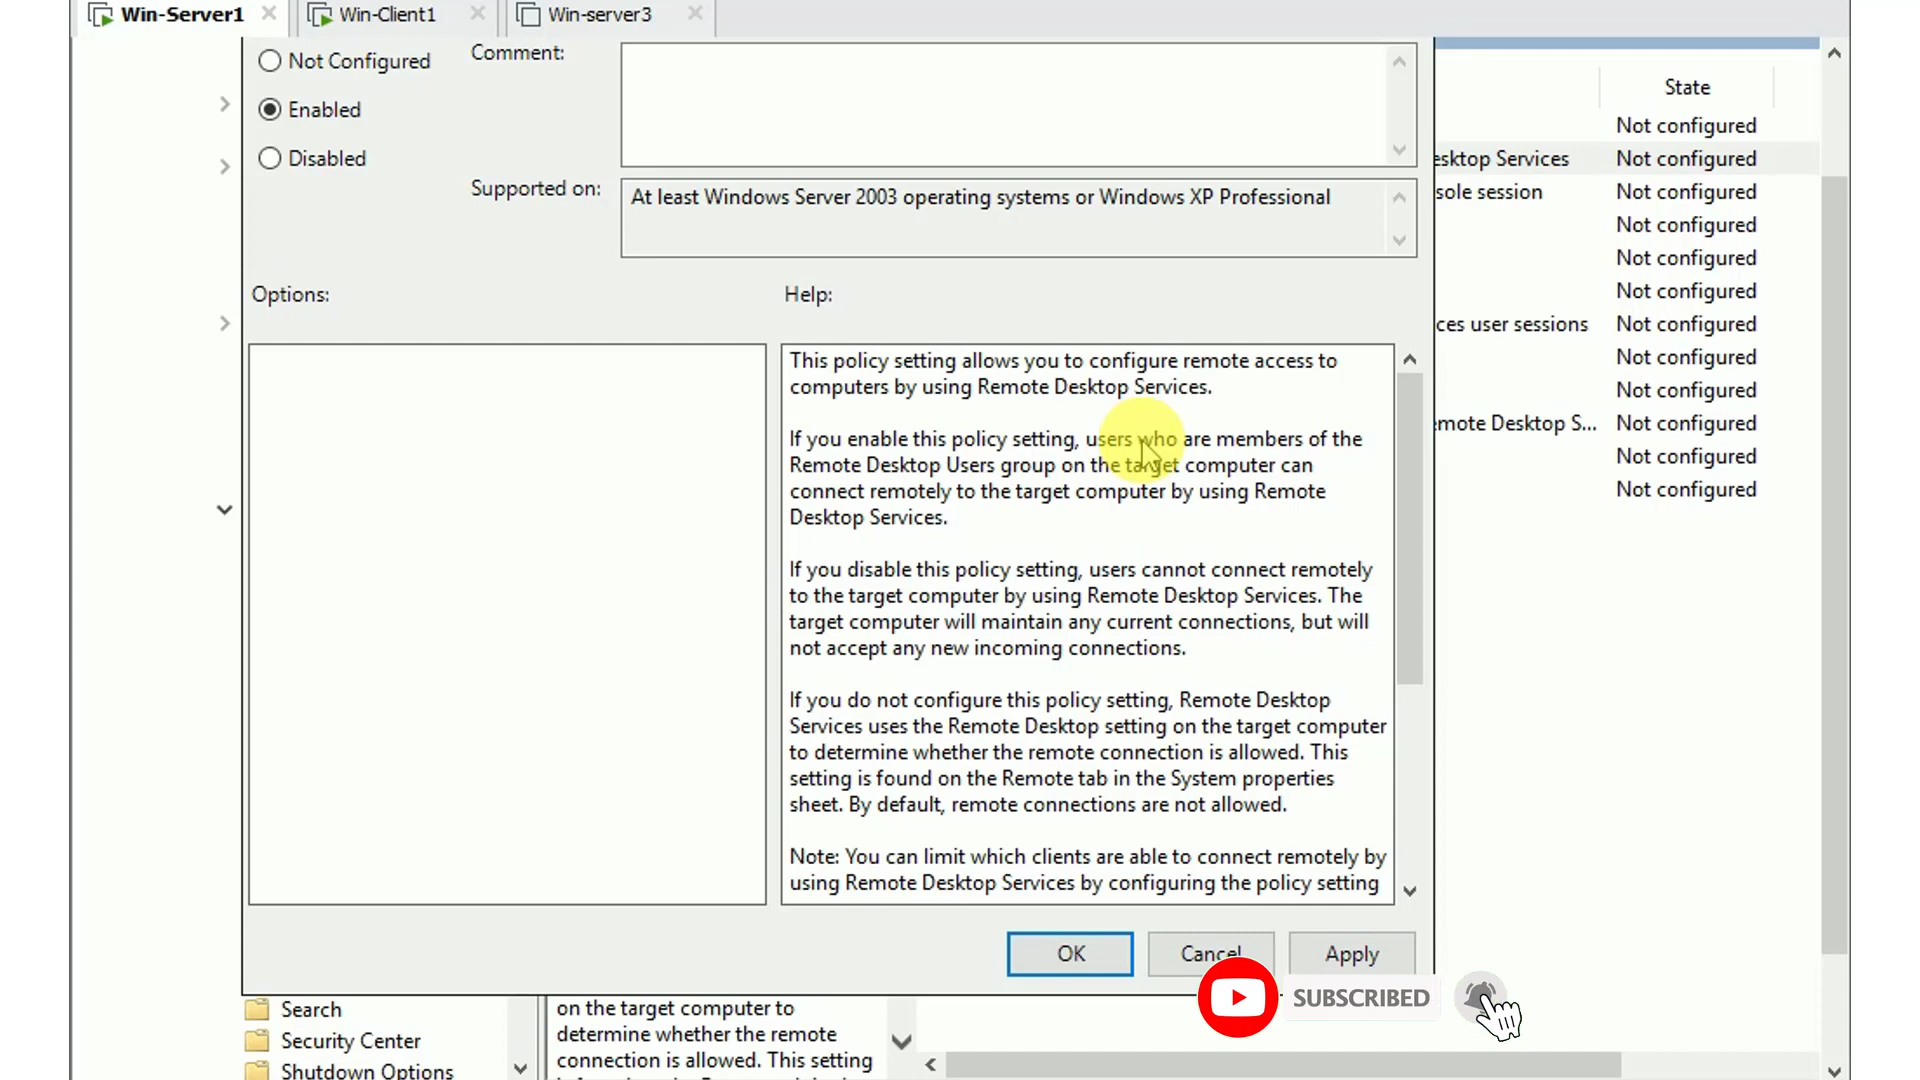 Win-Server1
Win-Client1
Win-server3
Not Configured
Enabled
Disabled
Comment:
Supported on:
At least Windows Server 2003 operating systems or Windows XP Professional
Options:
Help:
This policy setting allows you to configure remote access to
computers by using Remote Desktop Services.
If you enable this policy setting, users who are members of the
Remote Desktop Users group on the target computer can
connect remotely to the target computer by using Remote
Desktop Services.
If you disable this policy setting, users cannot connect remotely
to the target computer by using Remote Desktop Services. The
target computer will maintain any current connections, but will
not accept any new incoming connections.
If you do not configure this policy setting, Remote Desktop
Services uses the Remote Desktop setting on the target computer
to determine whether the remote connection is allowed. This
setting is found on the Remote tab in the System properties
sheet. By default, remote connections are not allowed.
Note: You can limit which clients are able to connect remotely by
using Remote Desktop Services by configuring the policy setting
OK
Cancel
Apply
State
Not configured
esktop Services Not configured
sole session Not configured
Not configured
Not configured
Not configured
ces user sessions Not configured
Not configured
Not configured
emote Desktop S... Not configured
Not configured
Not configured
SUBSCRIBED
Search
Security Center
Shutdown Options
on the target computer to
determine whether the remote
connection is allowed. This setting